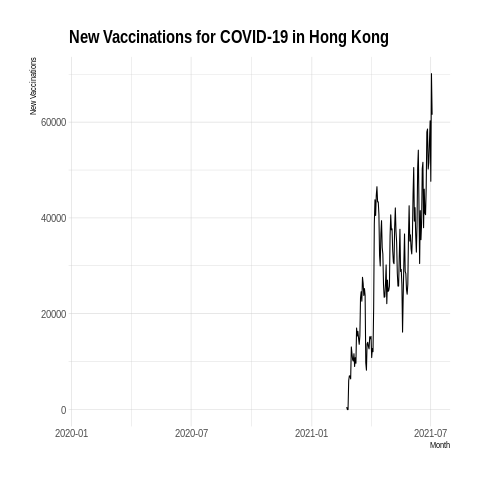 New Vaccinations for COVID-19 in Hong Kong
New Vaccinations
60000
40000
20000
0
2020-01 2020-07 2021-01 2021-07
Month